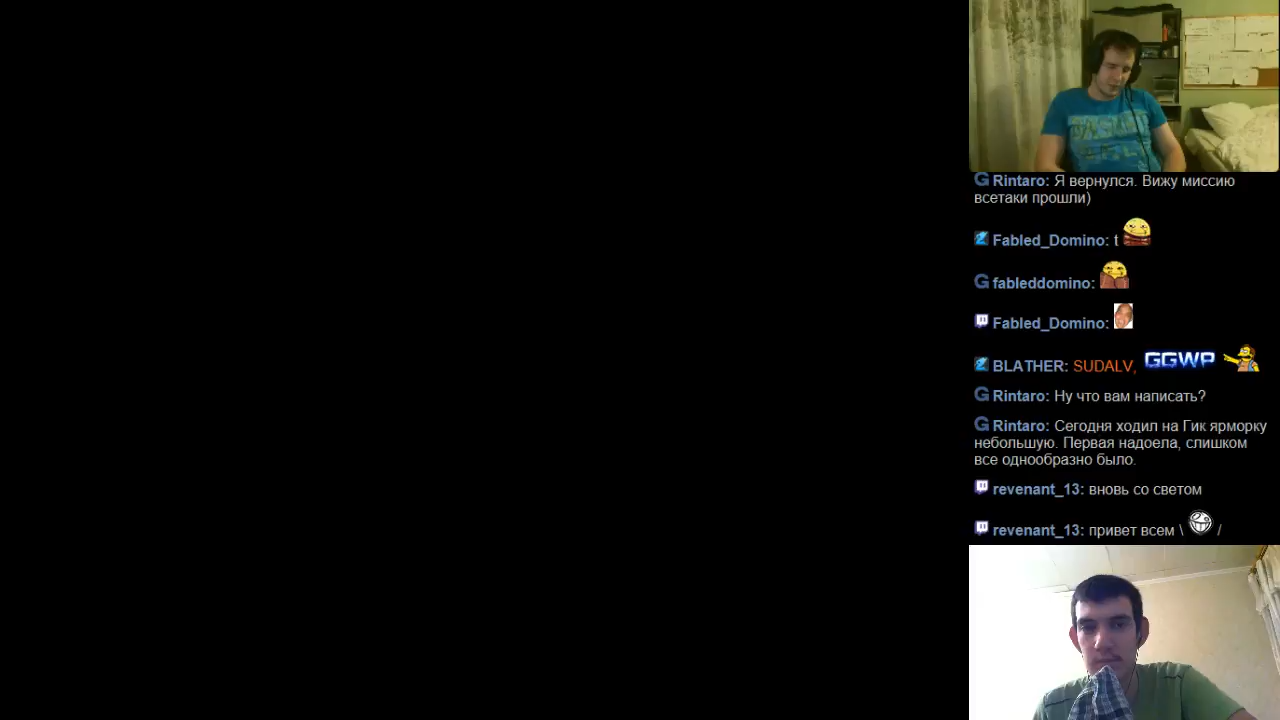 Rintaro: Я вернулся. Вижу миссию
всетаки прошли)
Fabled_Domino: t
fableddomino:
Fabled_Domino:
BLATHER: SUDALV, GGWP
Rintaro: Ну что вам написать?
Rintaro: Сегодня ходил на Гик ярморку
небольшую. Первая надоела, слишком
все однообразно было.
revenant_13: вновь со светом
revenant_13: привет всем \ /